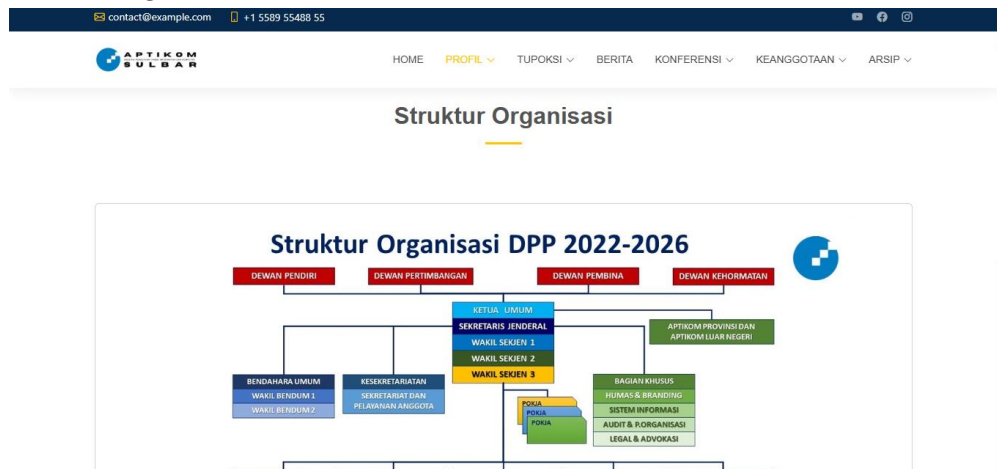 contact@example.com +1 5589 55488 55
APTIKOM
SULBAR
HOME PROFIL TUPOKSI BERITA KONFERENSI KEANGGOTAAN ARSIP
Struktur Organisasi
Struktur Organisasi DPP 2022-2026
DEWAN PENDIRI DEWAN PERTIMBANGAN DEWAN PEMBINA DEWAN KEHORMATAN
KETUA UMUM
SEKRETARIS JENDERAL
WAKIL SEKJEN 1
WAKIL SEKJEN 2
WAKIL SEKJEN 3
APTIKOM PROVINSI DAN
APTIKOM LUAR NEGERI
BENDAHARA UMUM
WAKIL BENDUM 1
WAKIL BENDUM 2
KESEKRETARIATAN
SEKRETARIAT DAN
PELAYANAN ANGGOTA
POKJA
POKJA
POKJA
BAGIAN KHUSUS
HUMAS & BRANDING
SISTEM INFORMASI
AUDIT & P.ORGANISASI
LEGAL & ADVOKASI